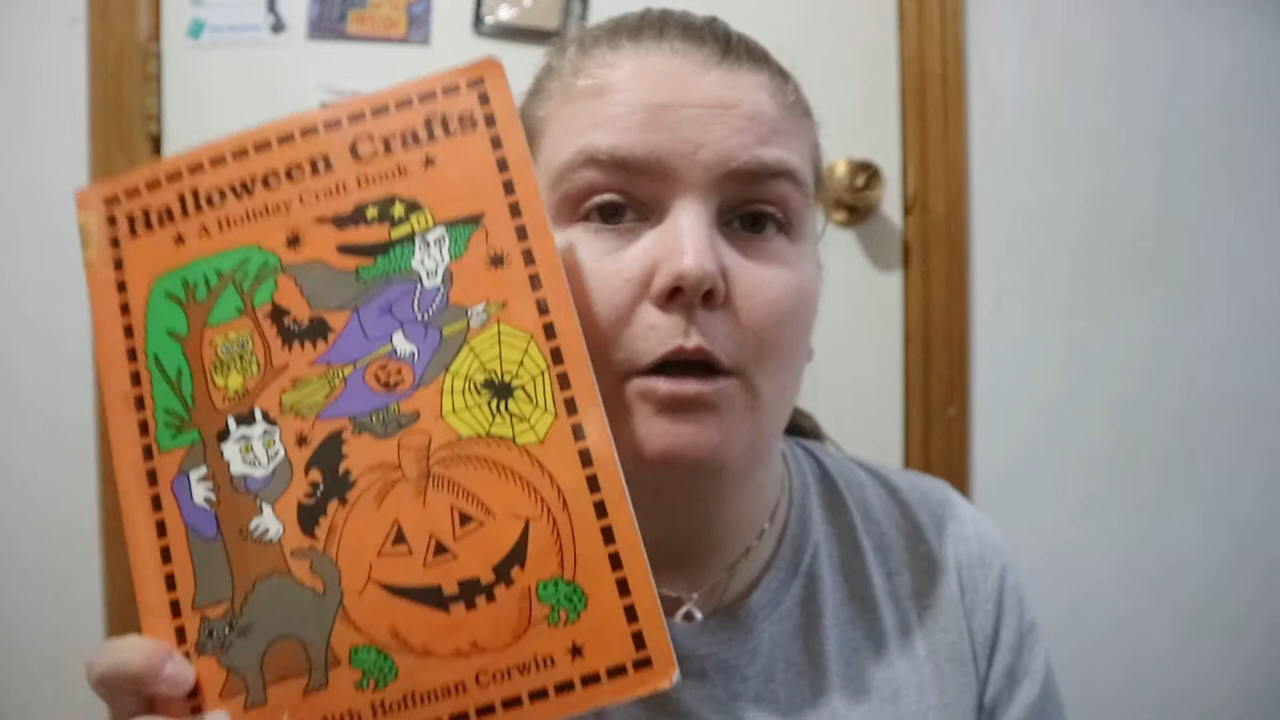 Halloween Crafts
★ A Holiday Craft Book ★
Hoffman Corwin ★